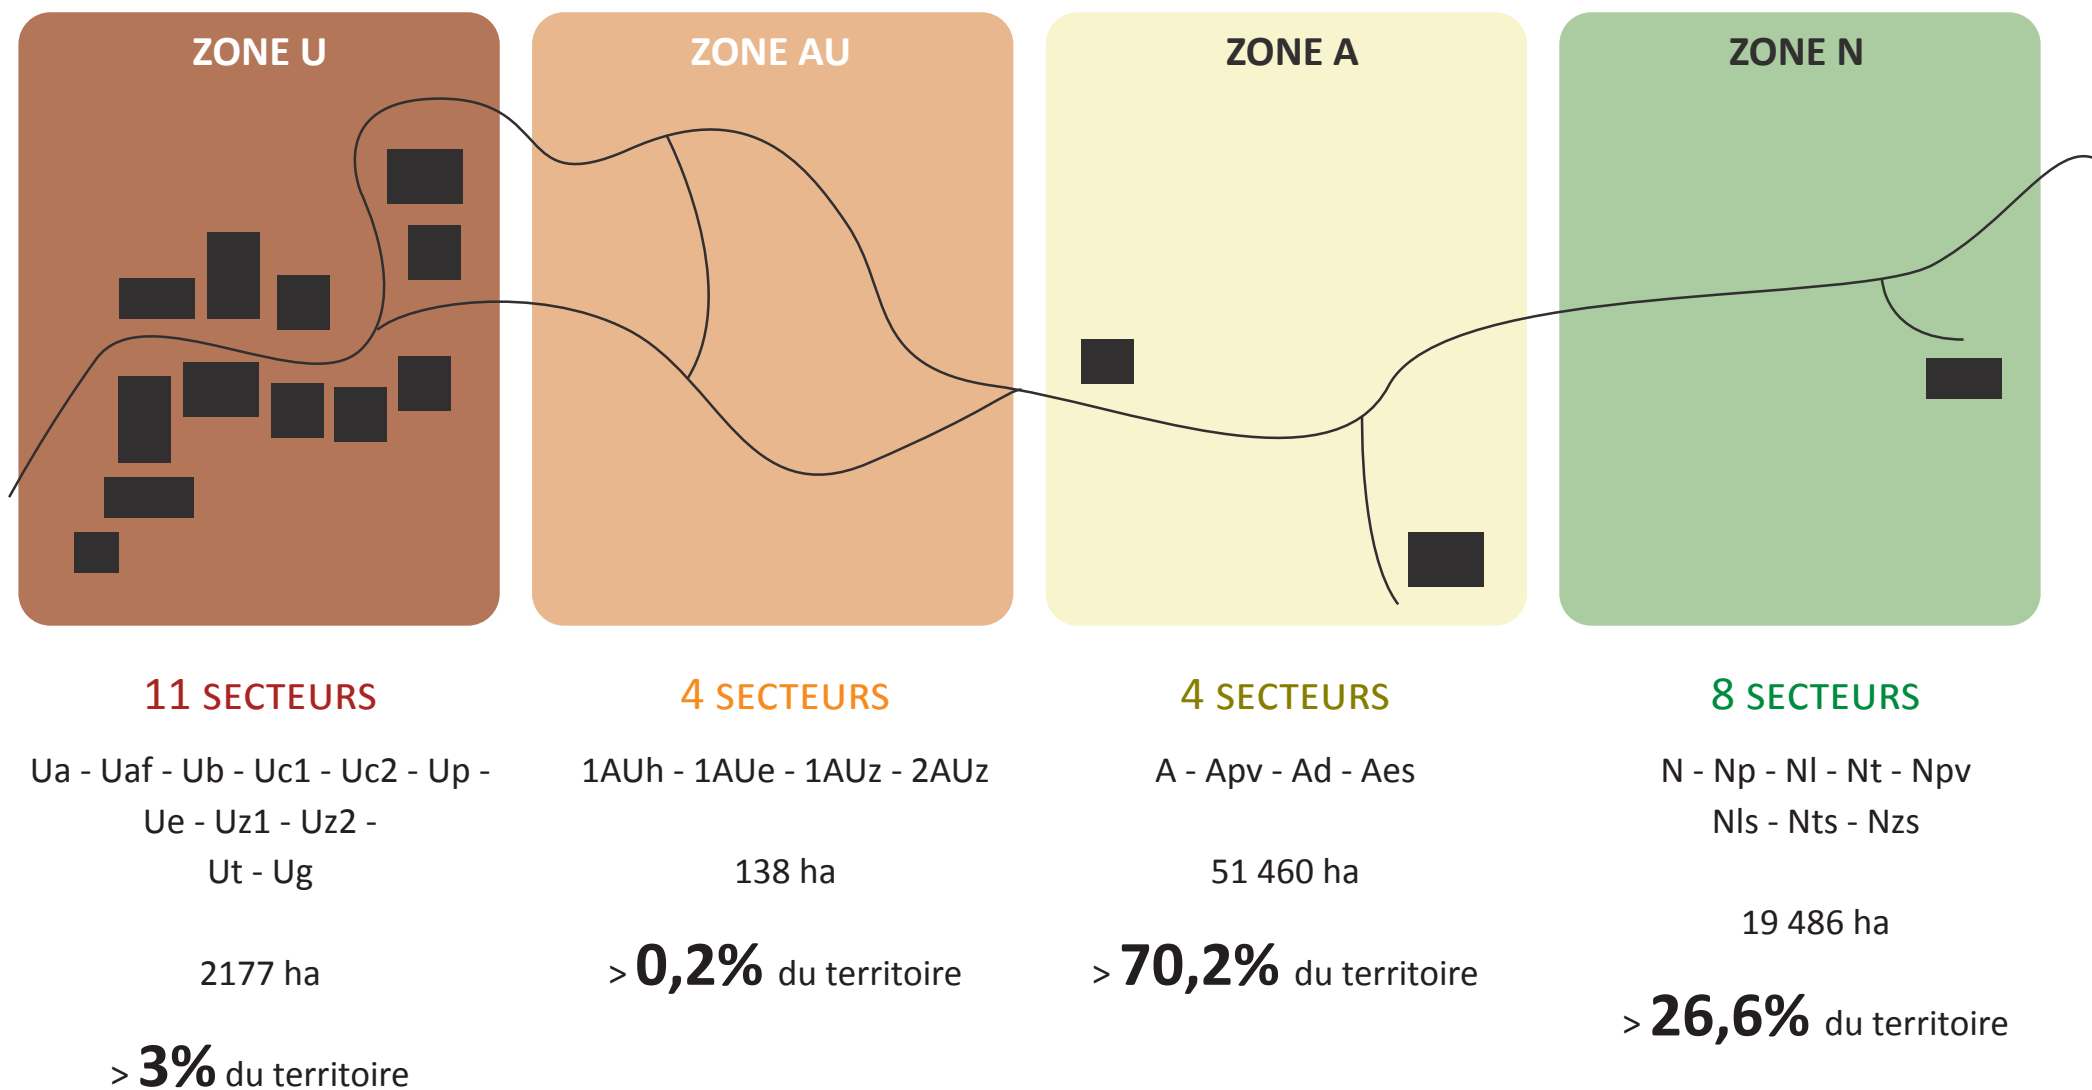 ZONE U
ZONE AU
ZONE A
ZONE N
11 SECTEURS
Ua - Uaf - Ub - Uc1 - Uc2 - Up -
Ue - Uz1 - Uz2 -
Ut - Ug
2177 ha
> 3% du territoire
4 SECTEURS
1AUh - 1AUe - 1AUz - 2AUz
138 ha
> 0,2% du territoire
4 SECTEURS
A - Apv - Ad - Aes
51 460 ha
> 70,2% du territoire
8 SECTEURS
N - Np - Nl - Nt - Npv
Nls - Nts - Nzs
19 486 ha
> 26,6% du territoire